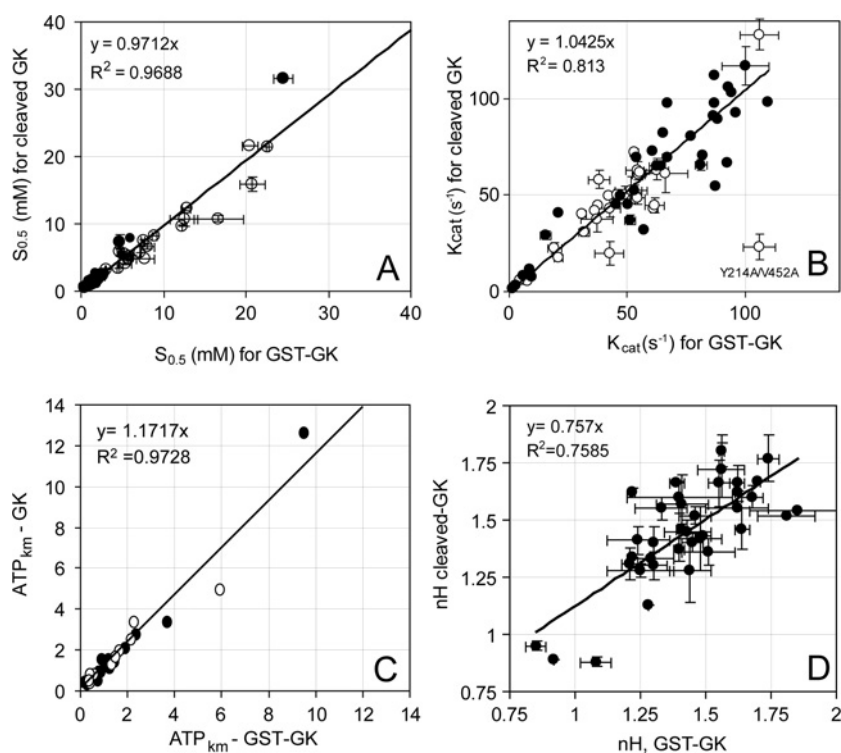 40
30
20
10
0
S0.5 (mM) for cleaved GK
y = 0.9712x
R² = 0.9688
A
0 10 20 30 40
S0.5 (mM) for GST-GK
100
50
0
Kcat (s⁻¹) for cleaved GK
y = 1.0425x
R² = 0.813
Y214A/V452A
B
0 50 100
Kcat (s⁻¹) for GST-GK
14
12
10
8
6
4
2
0
ATPkm - GK
y= 1.1717x
R² =0.9728
C
0 2 4 6 8 10 12 14
ATPkm - GST-GK
2
1.75
1.5
1.25
1
0.75
nH cleaved-GK
y= 0.757x
R²=0.7585
D
0.75 1 1.25 1.5 1.75 2
nH, GST-GK